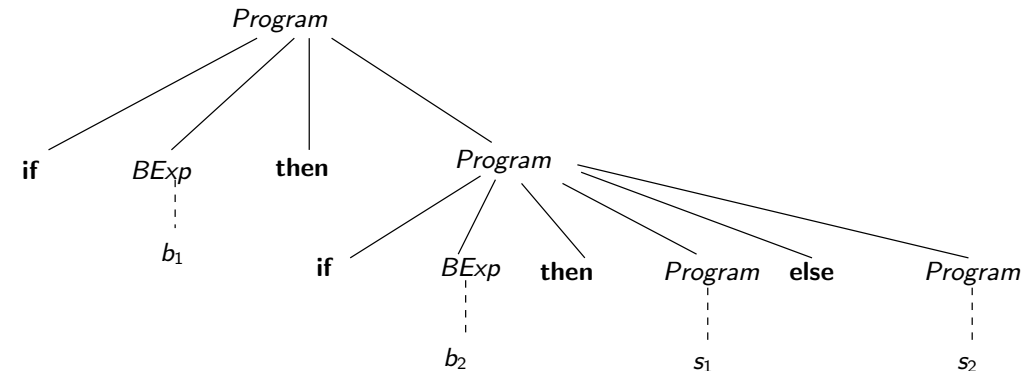 Program
if BExp then Program
b₁
if BExp then Program else Program
b₂ s₁ s₂